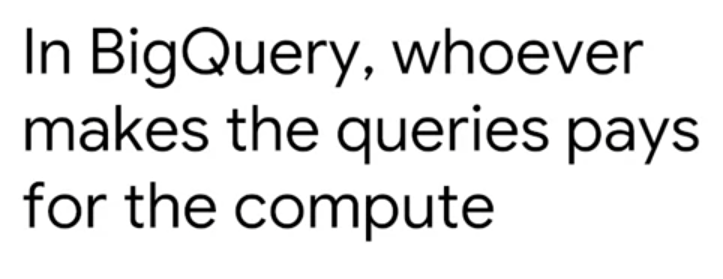 In BigQuery, whoever
makes the queries pays
for the compute